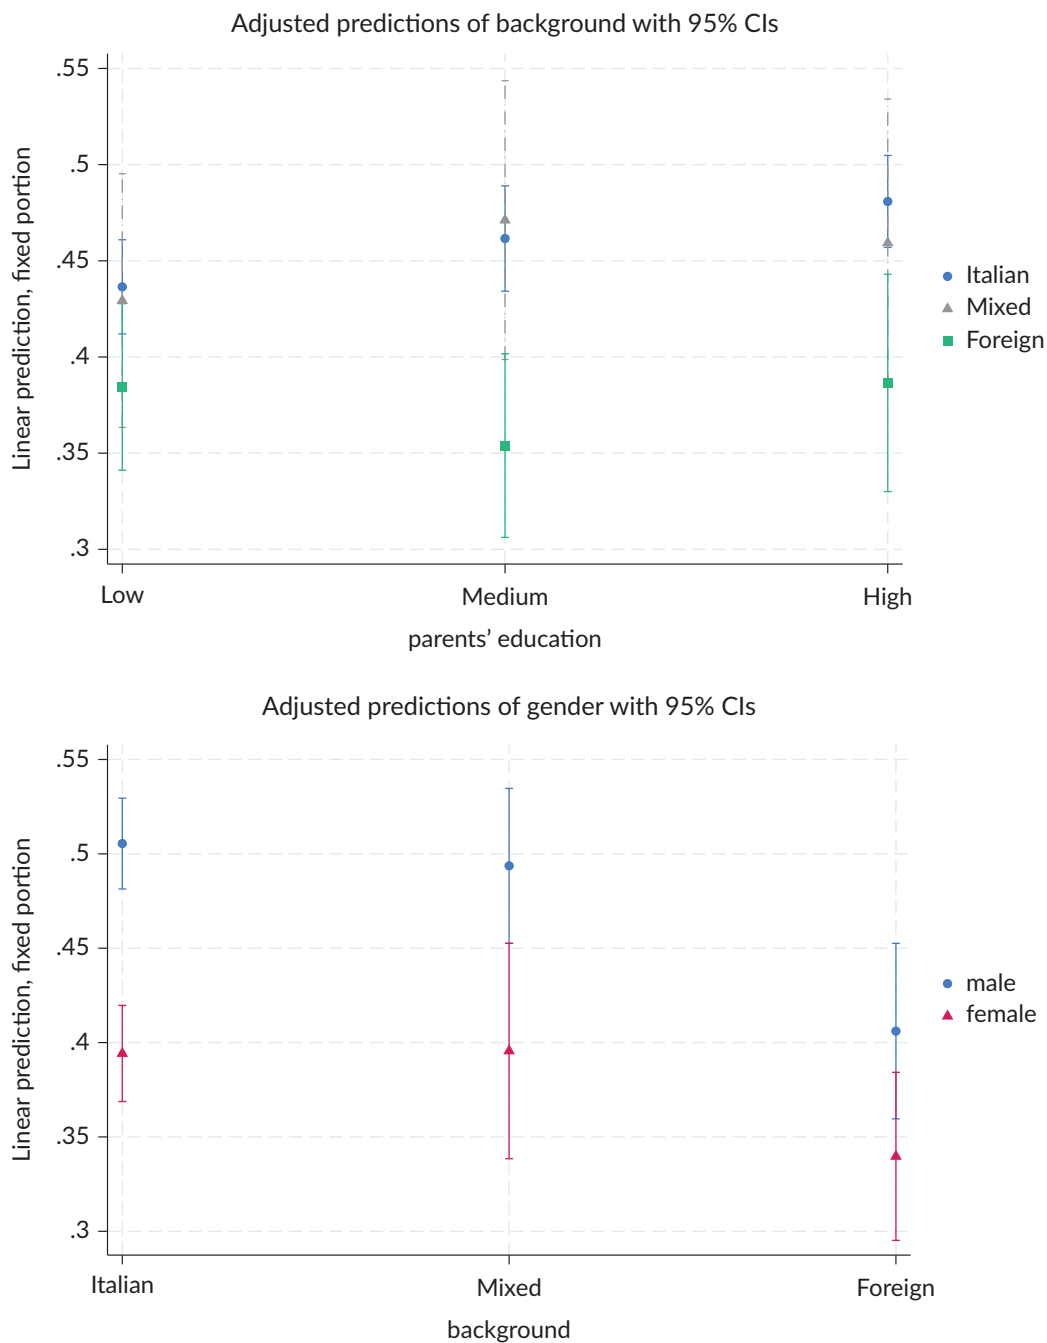 Adjusted predictions of background with 95% CIs
Linear prediction, fixed portion
.55
.5
.45
.4
.35
.3
Low Medium High
parents’ education
Italian
Mixed
Foreign
Adjusted predictions of gender with 95% CIs
Linear prediction, fixed portion
.55
.5
.45
.4
.35
.3
Italian Mixed Foreign
background
male
female